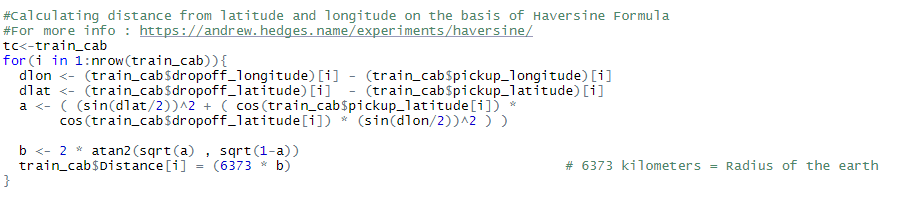 #Calculating distance from latitude and longitude on the basis of Haversine Formula
#For more info : https://andrew.hedges.name/experiments/haversine/
tc<-train_cab
for(i in 1:nrow(train_cab)){
  dlon <- (train_cab$dropoff_longitude)[i] - (train_cab$pickup_longitude)[i]
  dlat <- (train_cab$dropoff_latitude)[i]  - (train_cab$pickup_latitude)[i]
  a <- ( (sin(dlat/2))^2 + ( cos(train_cab$pickup_latitude[i]) *
       cos(train_cab$dropoff_latitude[i]) * (sin(dlon/2))^2 ) )
  b <- 2 * atan2(sqrt(a) , sqrt(1-a))
  train_cab$Distance[i] = (6373 * b)                                    # 6373 kilometers = Radius of the earth
}